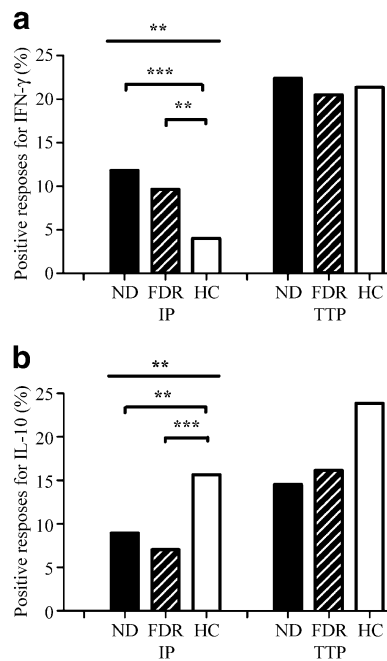 a
Positive resposes for IFN-γ (%)
25
20
15
10
5
0
**
***
**
ND FDR HC ND FDR HC
IP TTP
b
Positive responses for IL-10 (%)
25
20
15
10
5
0
**
**
***
ND FDR HC ND FDR HC
IP TTP